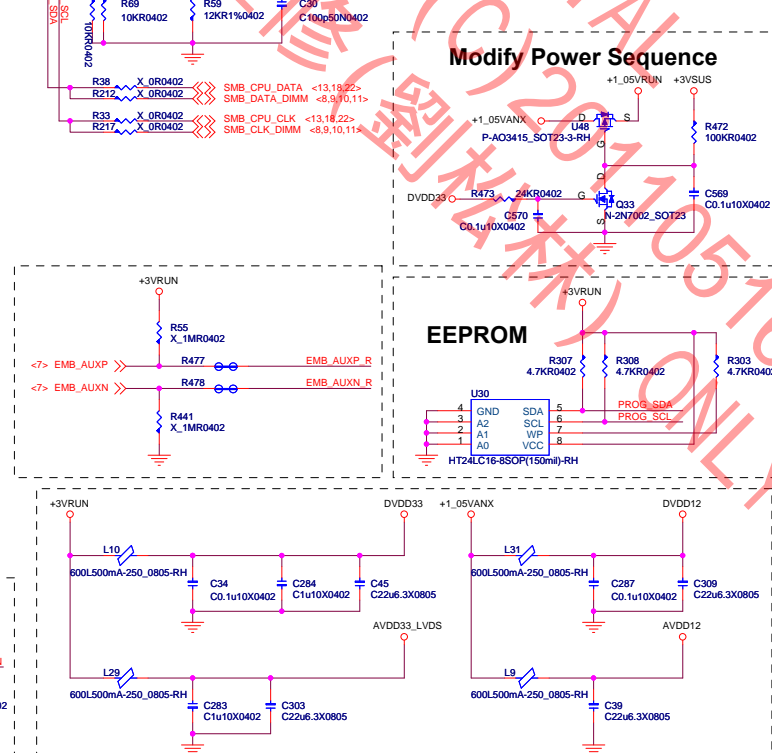 SDA
SCL
10KR0402
R69
10KR0402
R59
12KR1%0402
C30
C100p50N0402
R38
X_0R0402
SMB_CPU_DATA <13,18,22>
R212
X_0R0402
SMB_DATA_DIMM <8,9,10,11>
R33
X_0R0402
SMB_CPU_CLK <13,18,22>
R217
X_0R0402
SMB_CLK_DIMM <8,9,10,11>
Modify Power Sequence
+1_05VRUN
+3VSUS
+1_05VANX
D
S
U48
P-AO3415_SOT23-3-RH
G
R472
100KR0402
D
DVDD33
R473
24KR0402
G
Q33
N-2N7002_SOT23
S
C570
C0.1u10X0402
C569
C0.1u10X0402
+3VRUN
R55
X_1MR0402
<7> EMB_AUXP
R477
EMB_AUXP_R
<7> EMB_AUXN
R478
EMB_AUXN_R
R441
X_1MR0402
+3VRUN
EEPROM
R307
4.7KR0402
R308
4.7KR0402
R303
4.7KR0402
U30
4 GND SDA 5 PROG_SDA
3 A2 SCL 6 PROG_SCL
2 A1 WP 7
1 A0 VCC 8
HT24LC16-8SOP(150mil)-RH
+3VRUN
DVDD33
L10
600L500mA-250_0805-RH
C34
C0.1u10X0402
C284
C1u10X0402
C45
C22u6.3X0805
AVDD33_LVDS
L29
600L500mA-250_0805-RH
C283
C1u10X0402
C303
C22u6.3X0805
+1_05VANX
DVDD12
L31
600L500mA-250_0805-RH
C287
C0.1u10X0402
C309
C22u6.3X0805
AVDD12
L9
600L500mA-250_0805-RH
C39
C22u6.3X0805
02
(C)20110516
修(劉松林) ONLY